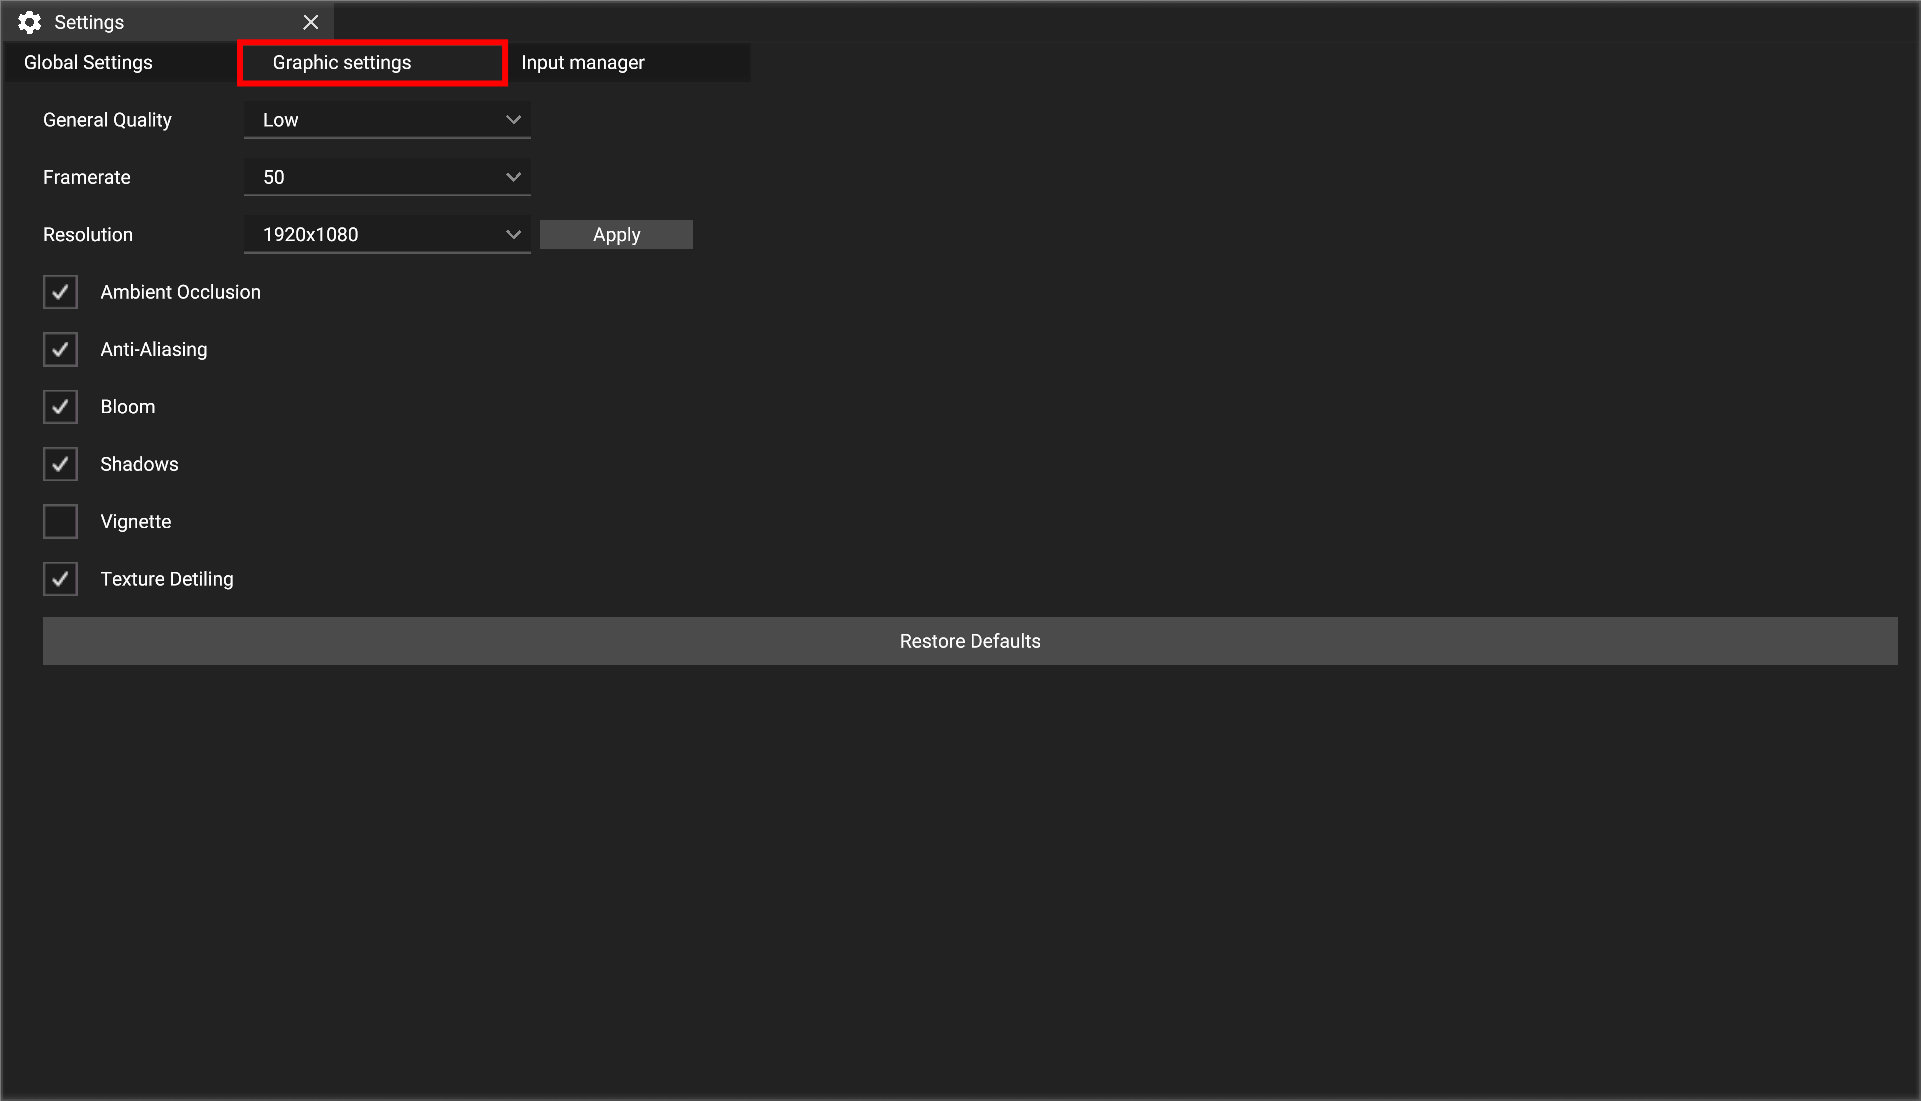 Settings
Global Settings Graphic settings Input manager
General Quality Low
Framerate 50
Resolution 1920x1080 Apply
Ambient Occlusion
Anti-Aliasing
Bloom
Shadows
Vignette
Texture Detiling
Restore Defaults